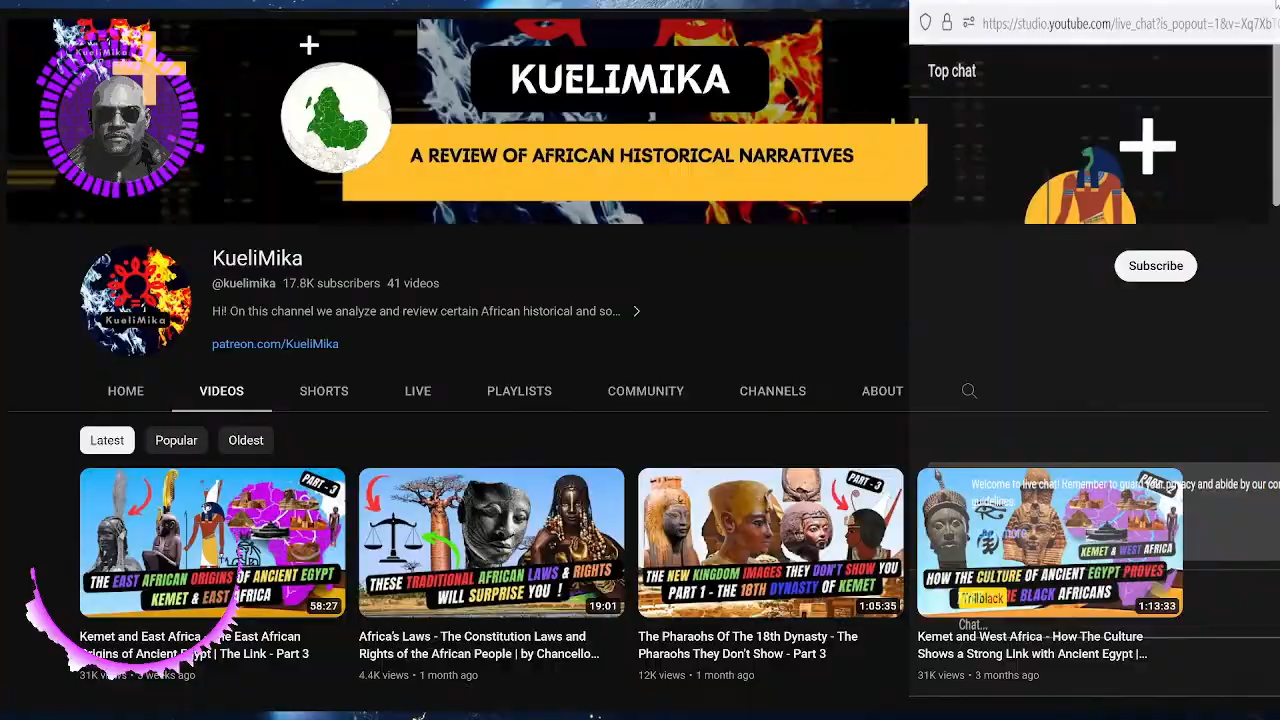 https://studio.youtube.com/live_chat?is_popout=1&v=Xq7Xb
Top chat
KueliMika
KUELIMIKA
A REVIEW OF AFRICAN HISTORICAL NARRATIVES
KueliMika
@kuelimika 17.8K subscribers 41 videos
Hi! On this channel we analyze and review certain African historical and so...
patreon.com/KueliMika
Subscribe
KueliMika
HOME VIDEOS SHORTS LIVE PLAYLISTS COMMUNITY CHANNELS ABOUT
Latest Popular Oldest
PART - 3
THE EAST AFRICAN ORIGINS OF ANCIENT EGYPT
KEMET & EAST AFRICA
58:27
Kemet and East Africa - The East African
Origins of Ancient Egypt | The Link - Part 3
31K views • 3 weeks ago
THESE TRADITIONAL AFRICAN LAWS & RIGHTS
WILL SURPRISE YOU !
19:01
Africa's Laws - The Constitution Laws and
Rights of the African People | by Chancello...
4.4K views • 1 month ago
PART - 3
THE NEW KINGDOM IMAGES THEY DON'T SHOW YOU
PART 1 - THE 18TH DYNASTY OF KEMET
1:05:35
The Pharaohs Of The 18th Dynasty - The
Pharaohs They Don't Show - Part 3
12K views • 1 month ago
Welcome to live chat! Remember to guard your privacy and abide by our
guidelines.
KEMET & WEST AFRICA
HOW THE CULTURE OF ANCIENT EGYPT PROVES
BLACK AFRICANS
1:13:33
Trillblack
Chat...
Kemet and West Africa - How The Culture
Shows a Strong Link with Ancient Egypt |...
31K views • 3 months ago